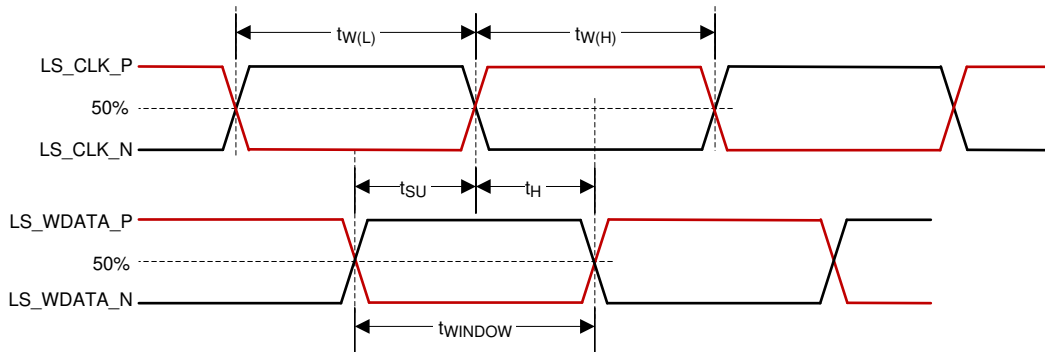 tW(L) tW(H)
LS_CLK_P
50%
LS_CLK_N
tSU tH
LS_WDATA_P
50%
LS_WDATA_N
tWINDOW